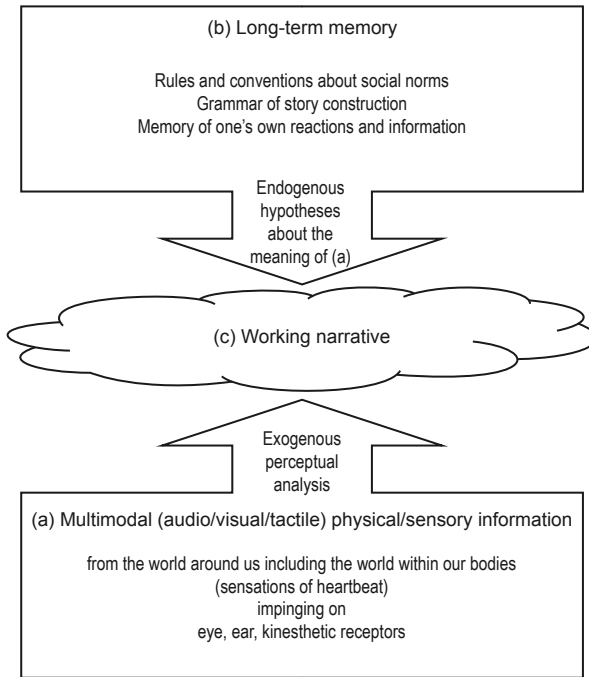 (b) Long-term memory
Rules and conventions about social norms
Grammar of story construction
Memory of one's own reactions and information
Endogenous
hypotheses
about the
meaning of (a)
(c) Working narrative
Exogenous
perceptual
analysis
(a) Multimodal (audio/visual/tactile) physical/sensory information
from the world around us including the world within our bodies
(sensations of heartbeat)
impinging on
eye, ear, kinesthetic receptors